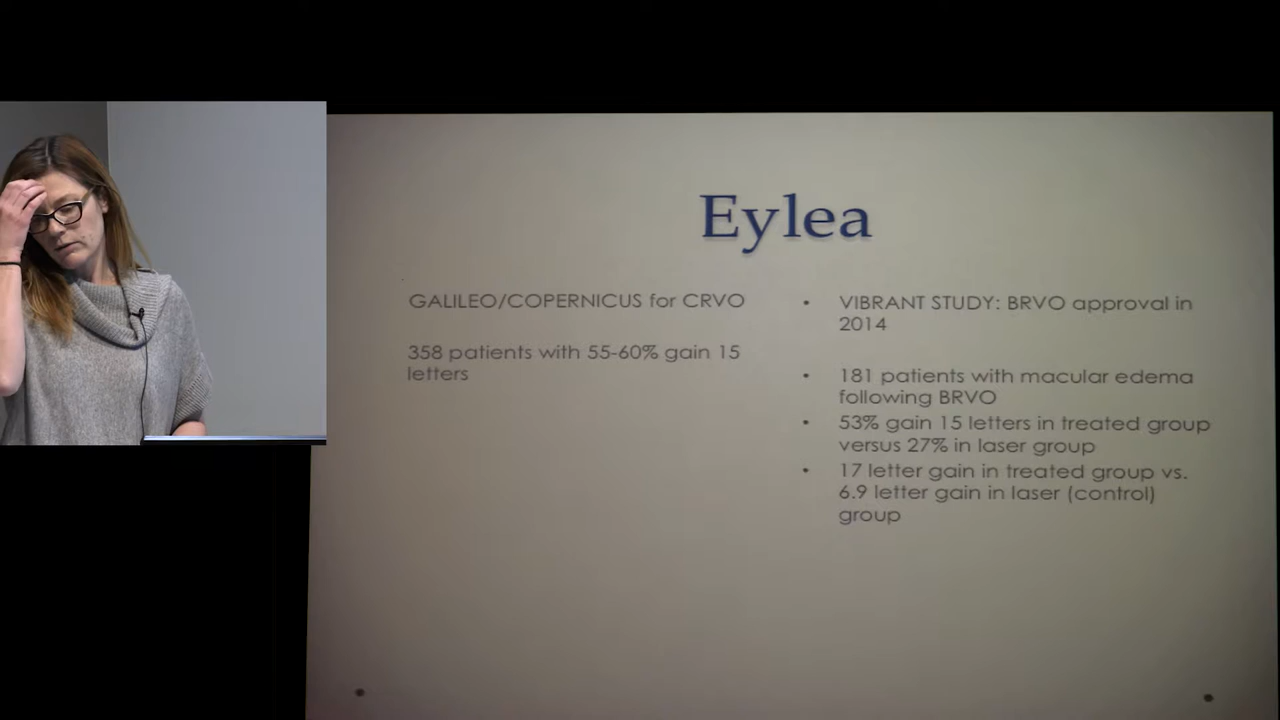 Eylea
GALILEO/COPERNICUS for CRVO
358 patients with 55-60% gain 15
letters
• VIBRANT STUDY: BRVO approval in
2014
• 181 patients with macular edema
following BRVO
• 53% gain 15 letters in treated group
versus 27% in laser group
• 17 letter gain in treated group vs.
6.9 letter gain in laser (control)
group